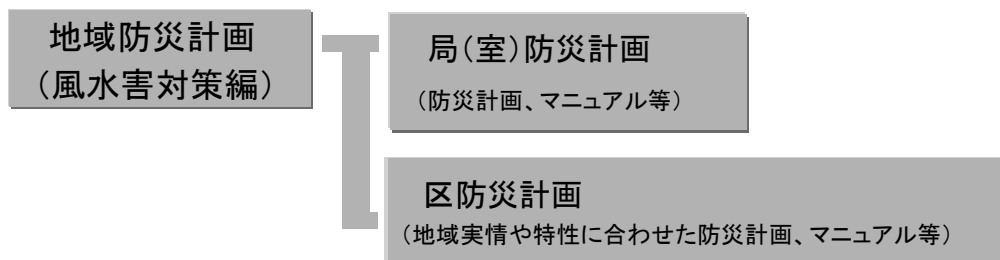 地域防災計画
（風水害対策編）
局（室）防災計画
（防災計画、マニュアル等）
区防災計画
（地域実情や特性に合わせた防災計画、マニュアル等）